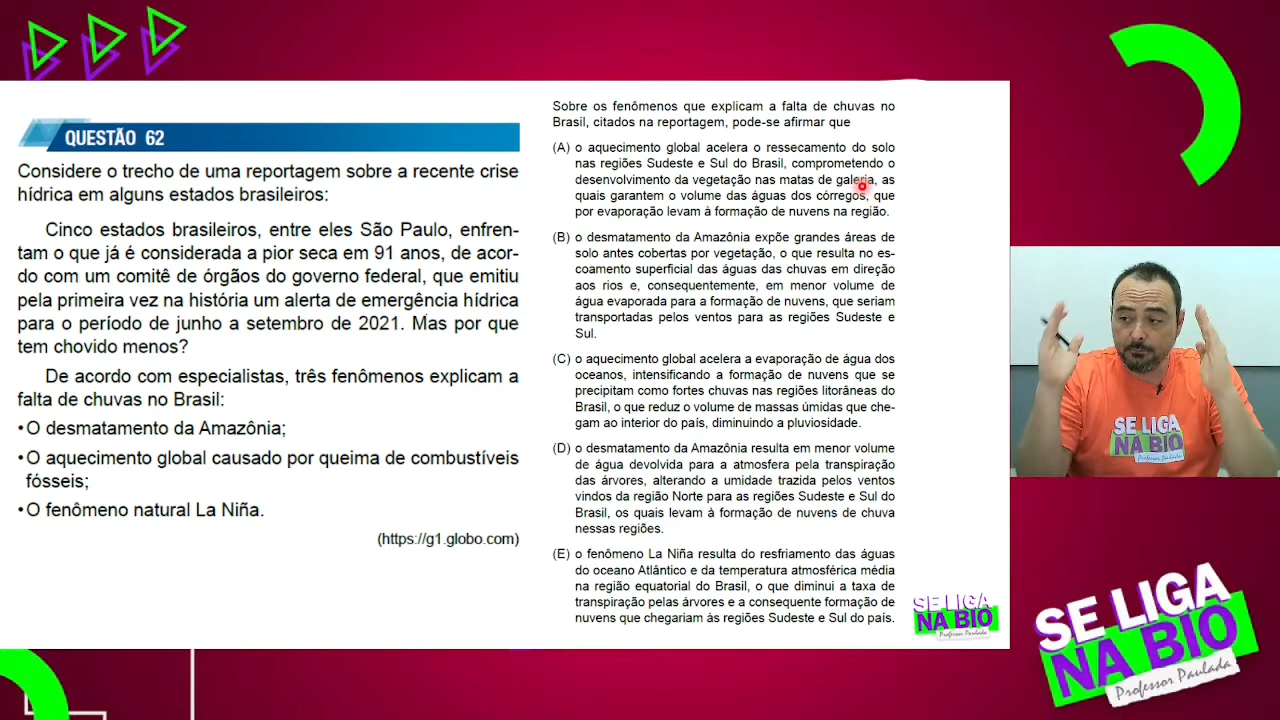 QUESTÃO 62
Considere o trecho de uma reportagem sobre a recente crise
hídrica em alguns estados brasileiros:
Cinco estados brasileiros, entre eles São Paulo, enfren-
tam o que já é considerada a pior seca em 91 anos, de acor-
do com um comitê de órgãos do governo federal, que emitiu
pela primeira vez na história um alerta de emergência hídrica
para o período de junho a setembro de 2021. Mas por que
tem chovido menos?
De acordo com especialistas, três fenômenos explicam a
falta de chuvas no Brasil:
•O desmatamento da Amazônia;
•O aquecimento global causado por queima de combustíveis
fósseis;
•O fenômeno natural La Niña.
(https://g1.globo.com)
Sobre os fenômenos que explicam a falta de chuvas no
Brasil, citados na reportagem, pode-se afirmar que
(A) o aquecimento global acelera o ressecamento do solo
nas regiões Sudeste e Sul do Brasil, comprometendo o
desenvolvimento da vegetação nas matas de galeria, as
quais garantem o volume das águas dos córregos, que
por evaporação levam à formação de nuvens na região.
(B) o desmatamento da Amazônia expõe grandes áreas de
solo antes cobertas por vegetação, o que resulta no es-
coamento superficial das águas das chuvas em direção
aos rios e, consequentemente, em menor volume de
água evaporada para a formação de nuvens, que seriam
transportadas pelos ventos para as regiões Sudeste e
Sul.
(C) o aquecimento global acelera a evaporação de água dos
oceanos, intensificando a formação de nuvens que se
precipitam como fortes chuvas nas regiões litorâneas do
Brasil, o que reduz o volume de massas úmidas que che-
gam ao interior do país, diminuindo a pluviosidade.
(D) o desmatamento da Amazônia resulta em menor volume
de água devolvida para a atmosfera pela transpiração
das árvores, alterando a umidade trazida pelos ventos
vindos da região Norte para as regiões Sudeste e Sul do
Brasil, os quais levam à formação de nuvens de chuva
nessas regiões.
(E) o fenômeno La Niña resulta do resfriamento das águas
do oceano Atlântico e da temperatura atmosférica média
na região equatorial do Brasil, o que diminui a taxa de
transpiração pelas árvores e a consequente formação de
nuvens que chegariam às regiões Sudeste e Sul do país.
SE LIGA
NA BIO
Professor Paulada
SE LIGA
NA BIO
Professor Paulada
SE LIGA
NA BIO
Professor Paulada